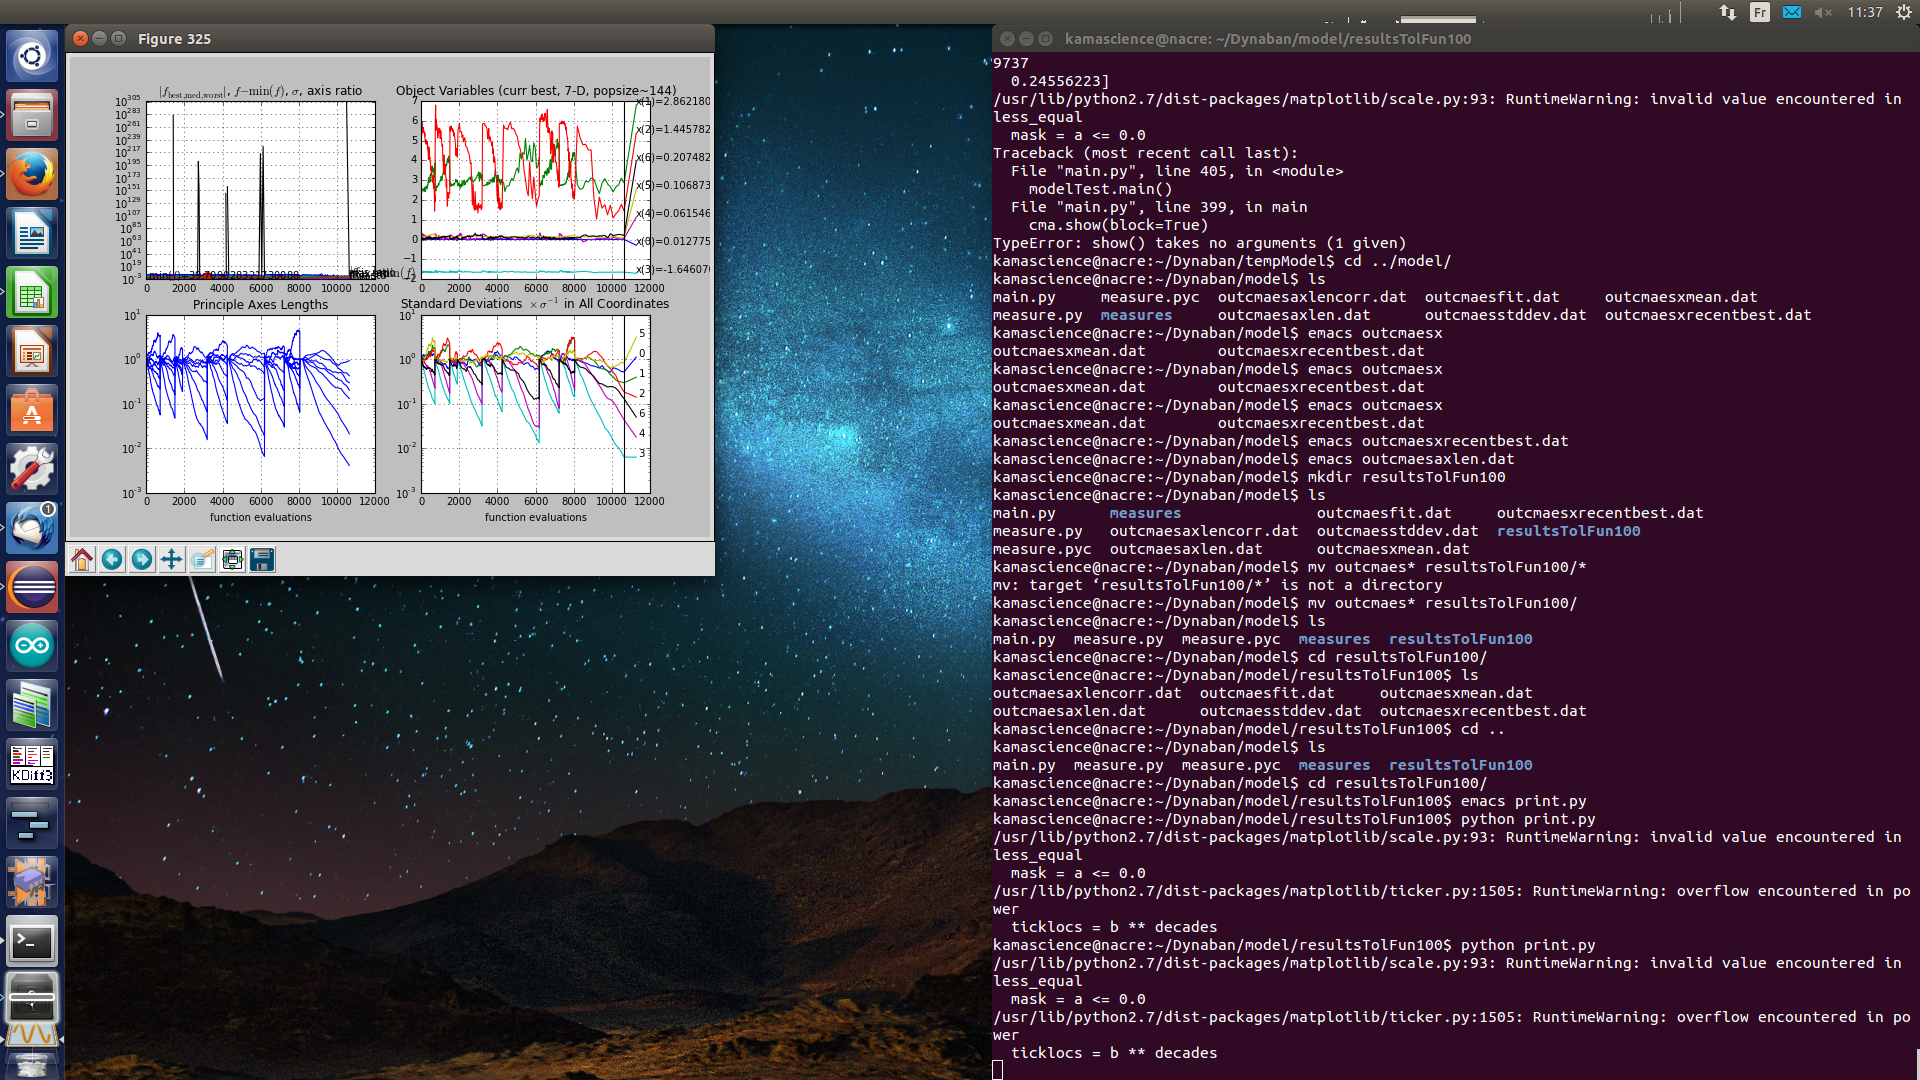 Fr
11:37
Figure 325
|f_best,med,worst|, f−min(f), σ, axis ratio
10^305
10^283
10^261
10^239
10^217
10^195
10^173
10^151
10^129
10^107
10^85
10^63
10^41
10^19
10^-3
0 2000 4000 6000 8000 10000 12000
Object Variables (curr best, 7-D, popsize~144)
7
6
5
4
3
2
1
0
−1
−2
0 2000 4000 6000 8000 10000 12000
x(1)=2.862180
x(2)=1.445782
x(6)=0.207482
x(5)=0.106873
x(4)=0.061546
x(0)=0.012775
x(3)=-1.646076
Principle Axes Lengths
10^1
10^0
10^-1
10^-2
10^-3
0 2000 4000 6000 8000 10000 12000
function evaluations
Standard Deviations ×σ^−1 in All Coordinates
10^1
10^0
10^-1
10^-2
10^-3
0 2000 4000 6000 8000 10000 12000
5
0
1
2
6
4
3
function evaluations
1
KDiff3
kamascience@nacre: ~/Dynaban/model/resultsTolFun100
9737
0.24556223]
/usr/lib/python2.7/dist-packages/matplotlib/scale.py:93: RuntimeWarning: invalid value encountered in
less_equal
mask = a <= 0.0
Traceback (most recent call last):
File "main.py", line 405, in <module>
modelTest.main()
File "main.py", line 399, in main
cma.show(block=True)
TypeError: show() takes no arguments (1 given)
kamascience@nacre:~/Dynaban/tempModel$ cd ../model/
kamascience@nacre:~/Dynaban/model$ ls
main.py measure.pyc outcmaesaxlencorr.dat outcmaesfit.dat outcmaesxmean.dat
measure.py measures outcmaesaxlen.dat outcmaesstddev.dat outcmaesxrecentbest.dat
kamascience@nacre:~/Dynaban/model$ emacs outcmaesx
outcmaesxmean.dat outcmaesxrecentbest.dat
kamascience@nacre:~/Dynaban/model$ emacs outcmaesx
outcmaesxmean.dat outcmaesxrecentbest.dat
kamascience@nacre:~/Dynaban/model$ emacs outcmaesx
outcmaesxmean.dat outcmaesxrecentbest.dat
kamascience@nacre:~/Dynaban/model$ emacs outcmaesxrecentbest.dat
kamascience@nacre:~/Dynaban/model$ emacs outcmaesaxlen.dat
kamascience@nacre:~/Dynaban/model$ mkdir resultsTolFun100
kamascience@nacre:~/Dynaban/model$ ls
main.py measures outcmaesfit.dat outcmaesxrecentbest.dat
measure.py outcmaesaxlencorr.dat outcmaesstddev.dat resultsTolFun100
measure.pyc outcmaesaxlen.dat outcmaesxmean.dat
kamascience@nacre:~/Dynaban/model$ mv outcmaes* resultsTolFun100/*
mv: target ‘resultsTolFun100/*’ is not a directory
kamascience@nacre:~/Dynaban/model$ mv outcmaes* resultsTolFun100/
kamascience@nacre:~/Dynaban/model$ ls
main.py measure.py measure.pyc measures resultsTolFun100
kamascience@nacre:~/Dynaban/model$ cd resultsTolFun100/
kamascience@nacre:~/Dynaban/model/resultsTolFun100$ ls
outcmaesaxlencorr.dat outcmaesfit.dat outcmaesxmean.dat
outcmaesaxlen.dat outcmaesstddev.dat outcmaesxrecentbest.dat
kamascience@nacre:~/Dynaban/model/resultsTolFun100$ cd ..
kamascience@nacre:~/Dynaban/model$ ls
main.py measure.py measure.pyc measures resultsTolFun100
kamascience@nacre:~/Dynaban/model$ cd resultsTolFun100/
kamascience@nacre:~/Dynaban/model/resultsTolFun100$ emacs print.py
kamascience@nacre:~/Dynaban/model/resultsTolFun100$ python print.py
/usr/lib/python2.7/dist-packages/matplotlib/scale.py:93: RuntimeWarning: invalid value encountered in
less_equal
mask = a <= 0.0
/usr/lib/python2.7/dist-packages/matplotlib/ticker.py:1505: RuntimeWarning: overflow encountered in po
wer
ticklocs = b ** decades
kamascience@nacre:~/Dynaban/model/resultsTolFun100$ python print.py
/usr/lib/python2.7/dist-packages/matplotlib/scale.py:93: RuntimeWarning: invalid value encountered in
less_equal
mask = a <= 0.0
/usr/lib/python2.7/dist-packages/matplotlib/ticker.py:1505: RuntimeWarning: overflow encountered in po
wer
ticklocs = b ** decades